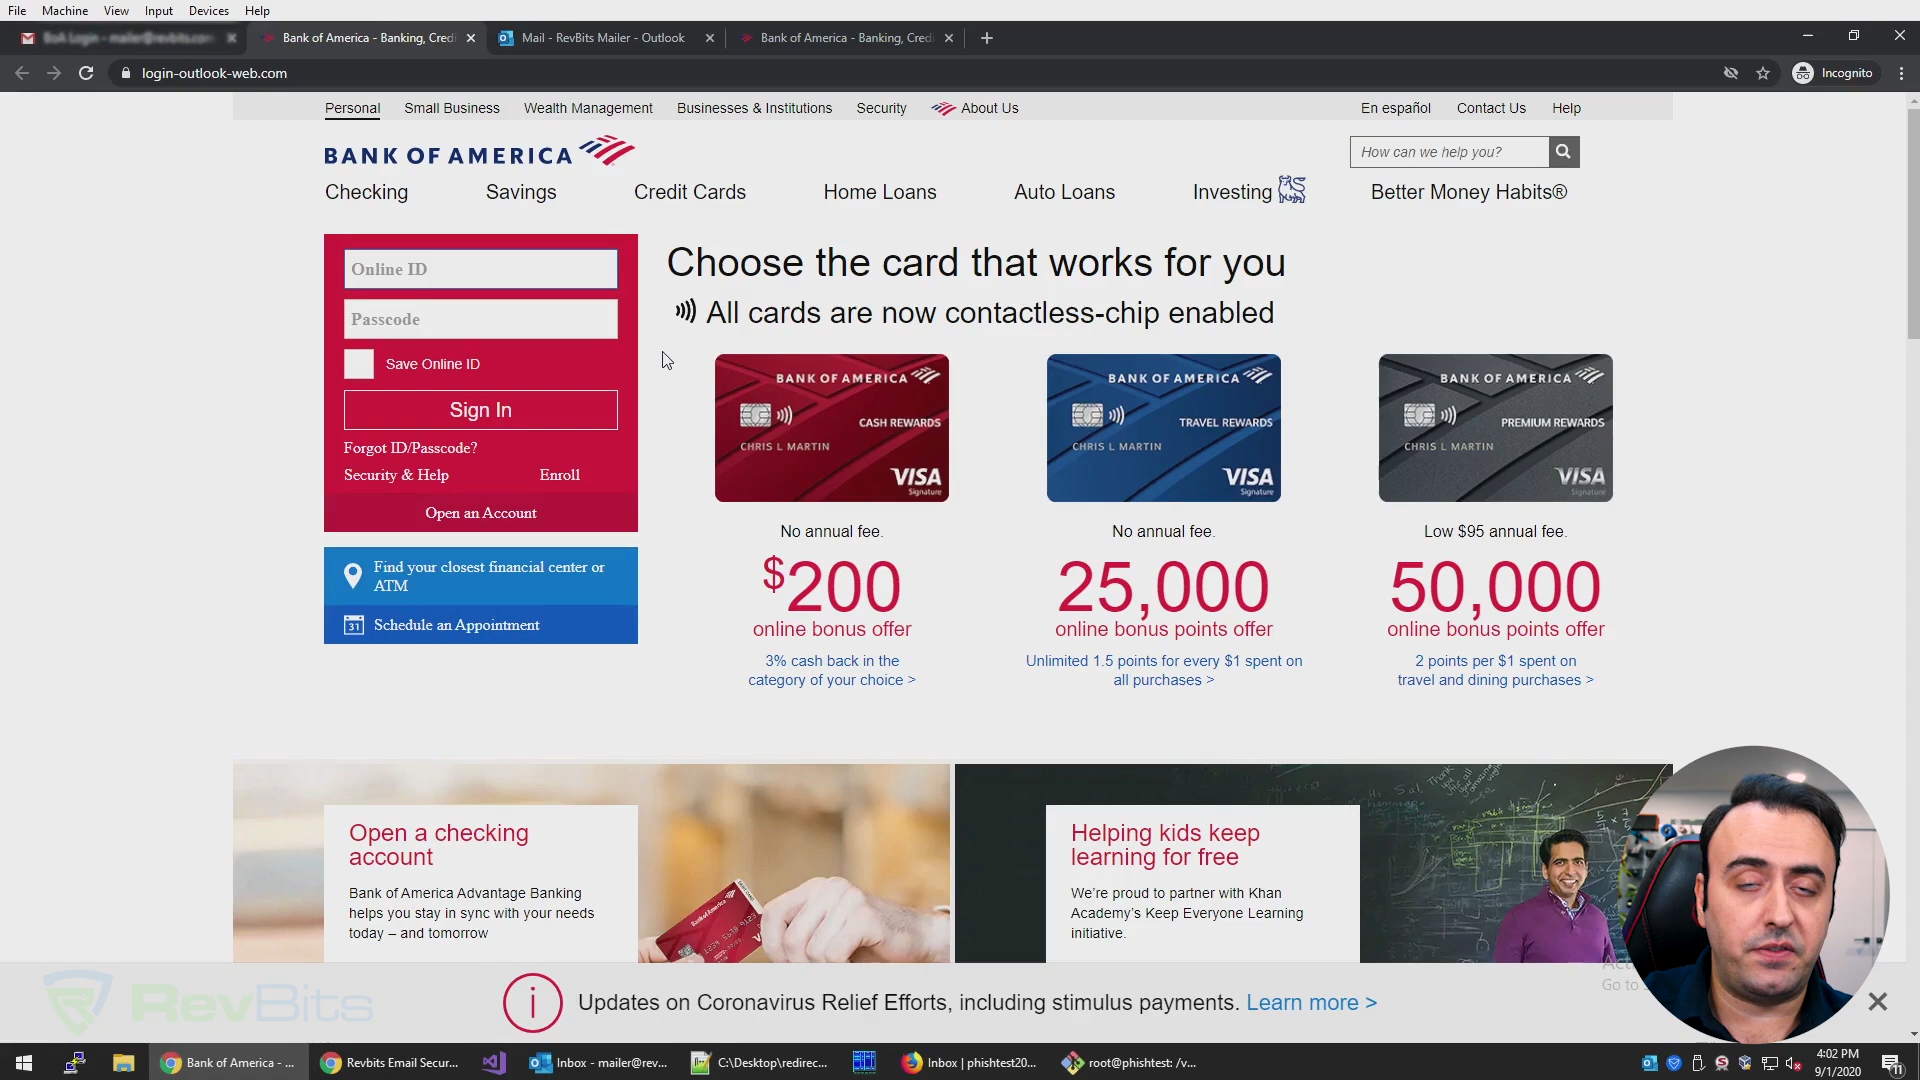 File Machine View Input Devices Help
BoA Login - mailer@revbits.com
Bank of America - Banking, Credi
Mail - RevBits Mailer - Outlook
Bank of America - Banking, Credi
login-outlook-web.com
Incognito
Personal Small Business Wealth Management Businesses & Institutions Security About Us En español Contact Us Help
BANK OF AMERICA
How can we help you?
Checking Savings Credit Cards Home Loans Auto Loans Investing Better Money Habits®
Online ID
Passcode
Save Online ID
Sign In
Forgot ID/Passcode?
Security & Help Enroll
Open an Account
Find your closest financial center or
ATM
31 Schedule an Appointment
Choose the card that works for you
All cards are now contactless-chip enabled
BANK OF AMERICA
CASH REWARDS
CHRIS L MARTIN
VISA
Signature
No annual fee.
$200
online bonus offer
3% cash back in the
category of your choice >
BANK OF AMERICA
TRAVEL REWARDS
CHRIS L MARTIN
VISA
Signature
No annual fee.
25,000
online bonus points offer
Unlimited 1.5 points for every $1 spent on
all purchases >
BANK OF AMERICA
PREMIUM REWARDS
CHRIS L MARTIN
VISA
Signature
Low $95 annual fee.
50,000
online bonus points offer
2 points per $1 spent on
travel and dining purchases >
Open a checking
account
Bank of America Advantage Banking
helps you stay in sync with your needs
today – and tomorrow
Helping kids keep
learning for free
We're proud to partner with Khan
Academy's Keep Everyone Learning
initiative.
Go to
RevBits
Updates on Coronavirus Relief Efforts, including stimulus payments. Learn more >
Bank of America - ...
Revbits Email Secur...
Inbox - mailer@rev...
C:\Desktop\redirec...
Inbox | phishtest20...
root@phishtest: /v...
4:02 PM
9/1/2020
11